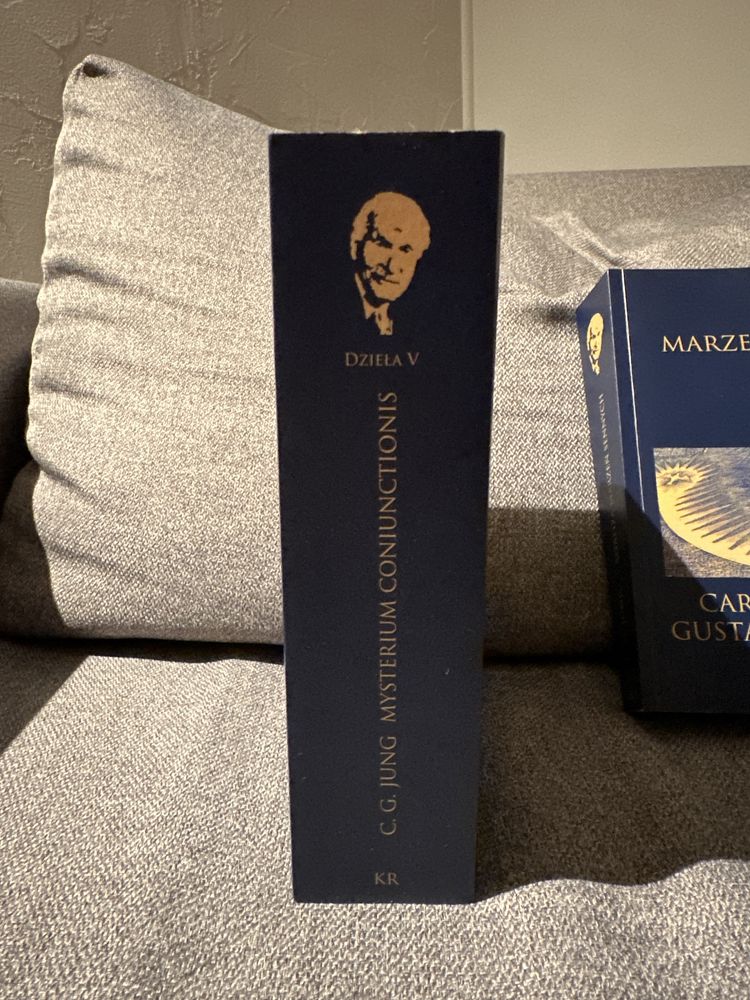 DZIEŁA V
C. G. JUNG MYSTERIUM CONIUNCTIONIS
KR
MARZE
CAR
GUSTA